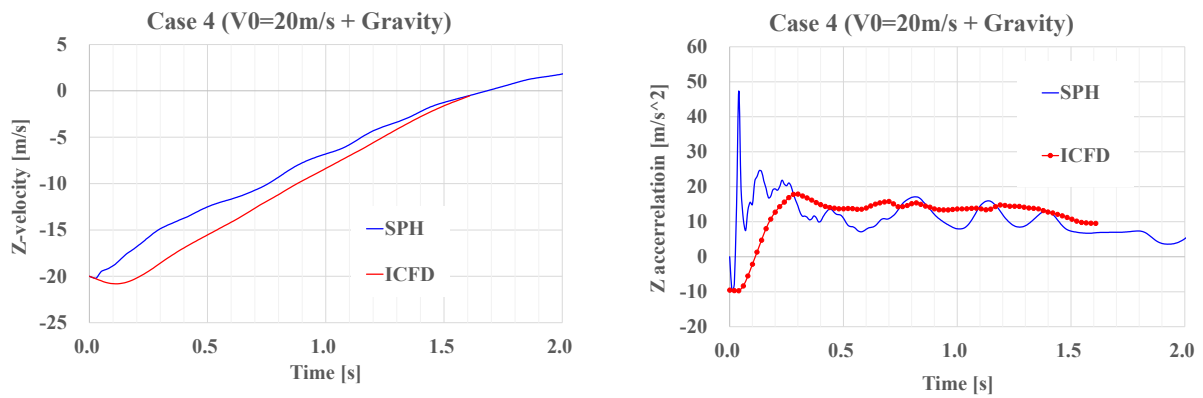 Case 4 (V0=20m/s + Gravity)
5
0
-5
-10
-15
-20
-25
Z-velocity [m/s]
SPH
ICFD
0.0 0.5 1.0 1.5 2.0
Time [s]
Case 4 (V0=20m/s + Gravity)
60
50
40
30
20
10
0
-10
-20
Z accerrelatioin [m/s^2]
SPH
ICFD
0.0 0.5 1.0 1.5 2.0
Time [s]